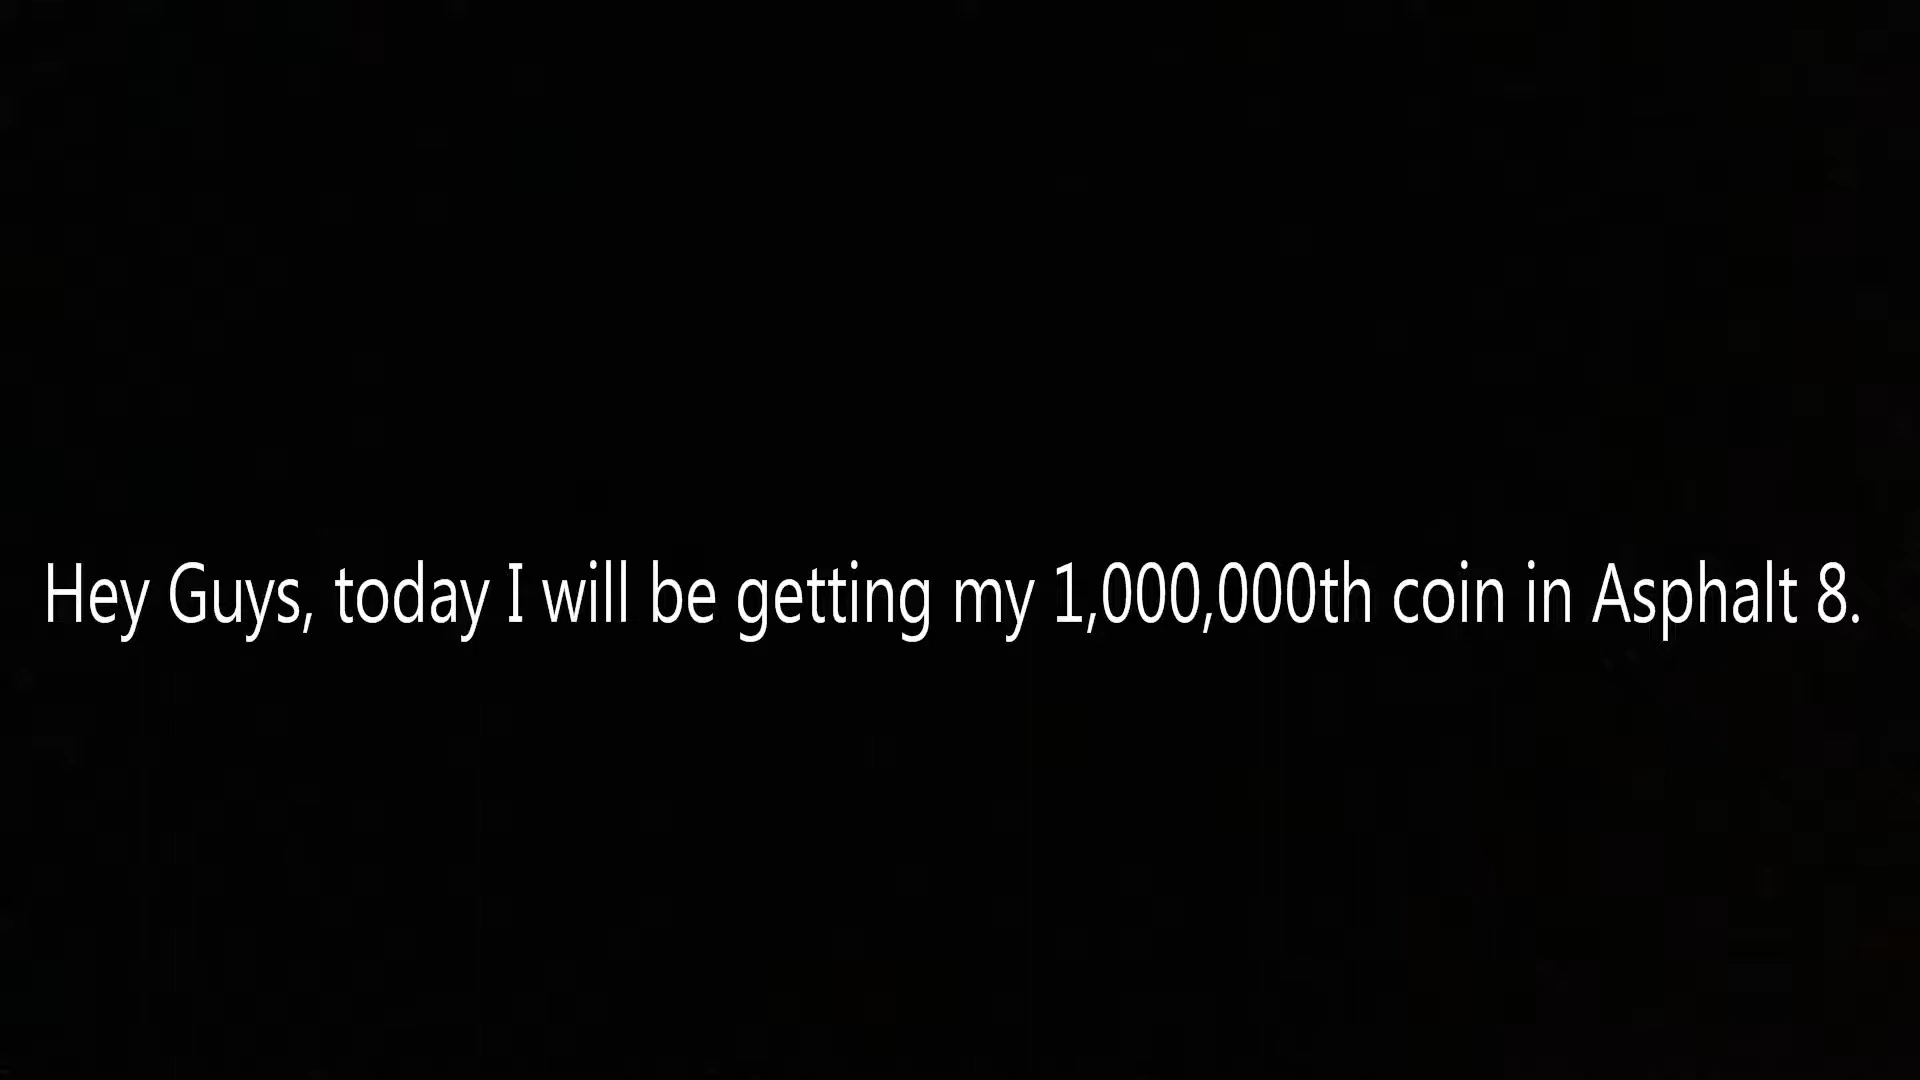 Hey Guys, today I will be getting my 1,000,000th coin in Asphalt 8.